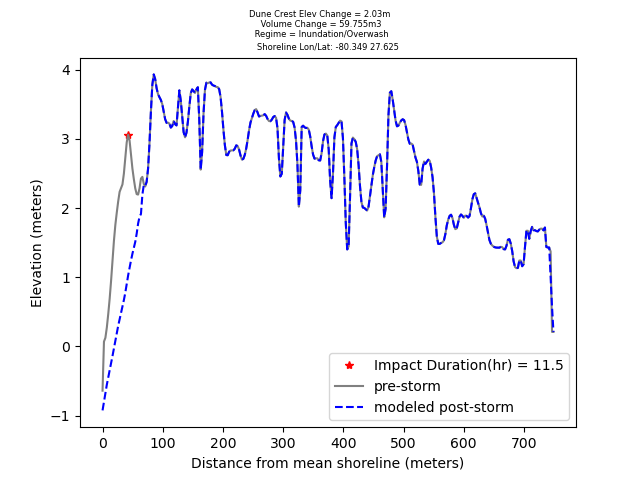 Dune Crest Elev Change = 2.03m
Volume Change = 59.755m3
Regime = Inundation/Overwash
Shoreline Lon/Lat: -80.349 27.625
4
3
2
1
0
−1
Elevation (meters)
Impact Duration(hr) = 11.5
pre-storm
modeled post-storm
0 100 200 300 400 500 600 700
Distance from mean shoreline (meters)